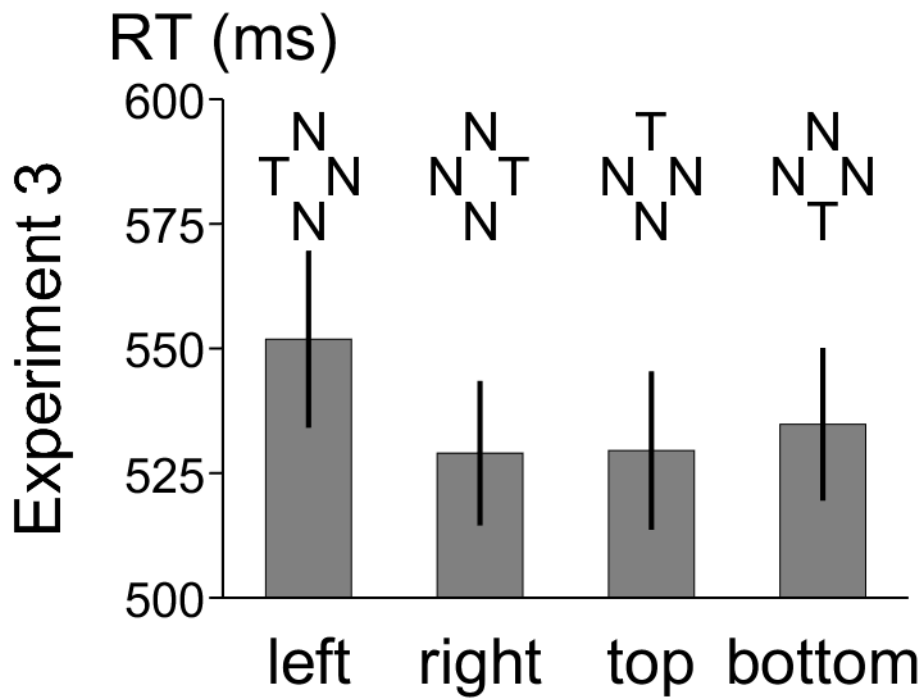 RT (ms)
Experiment 3
600
575
550
525
500
N
T N
N
N
N T
N
T
N N
N
N
N N
T
left right top bottom